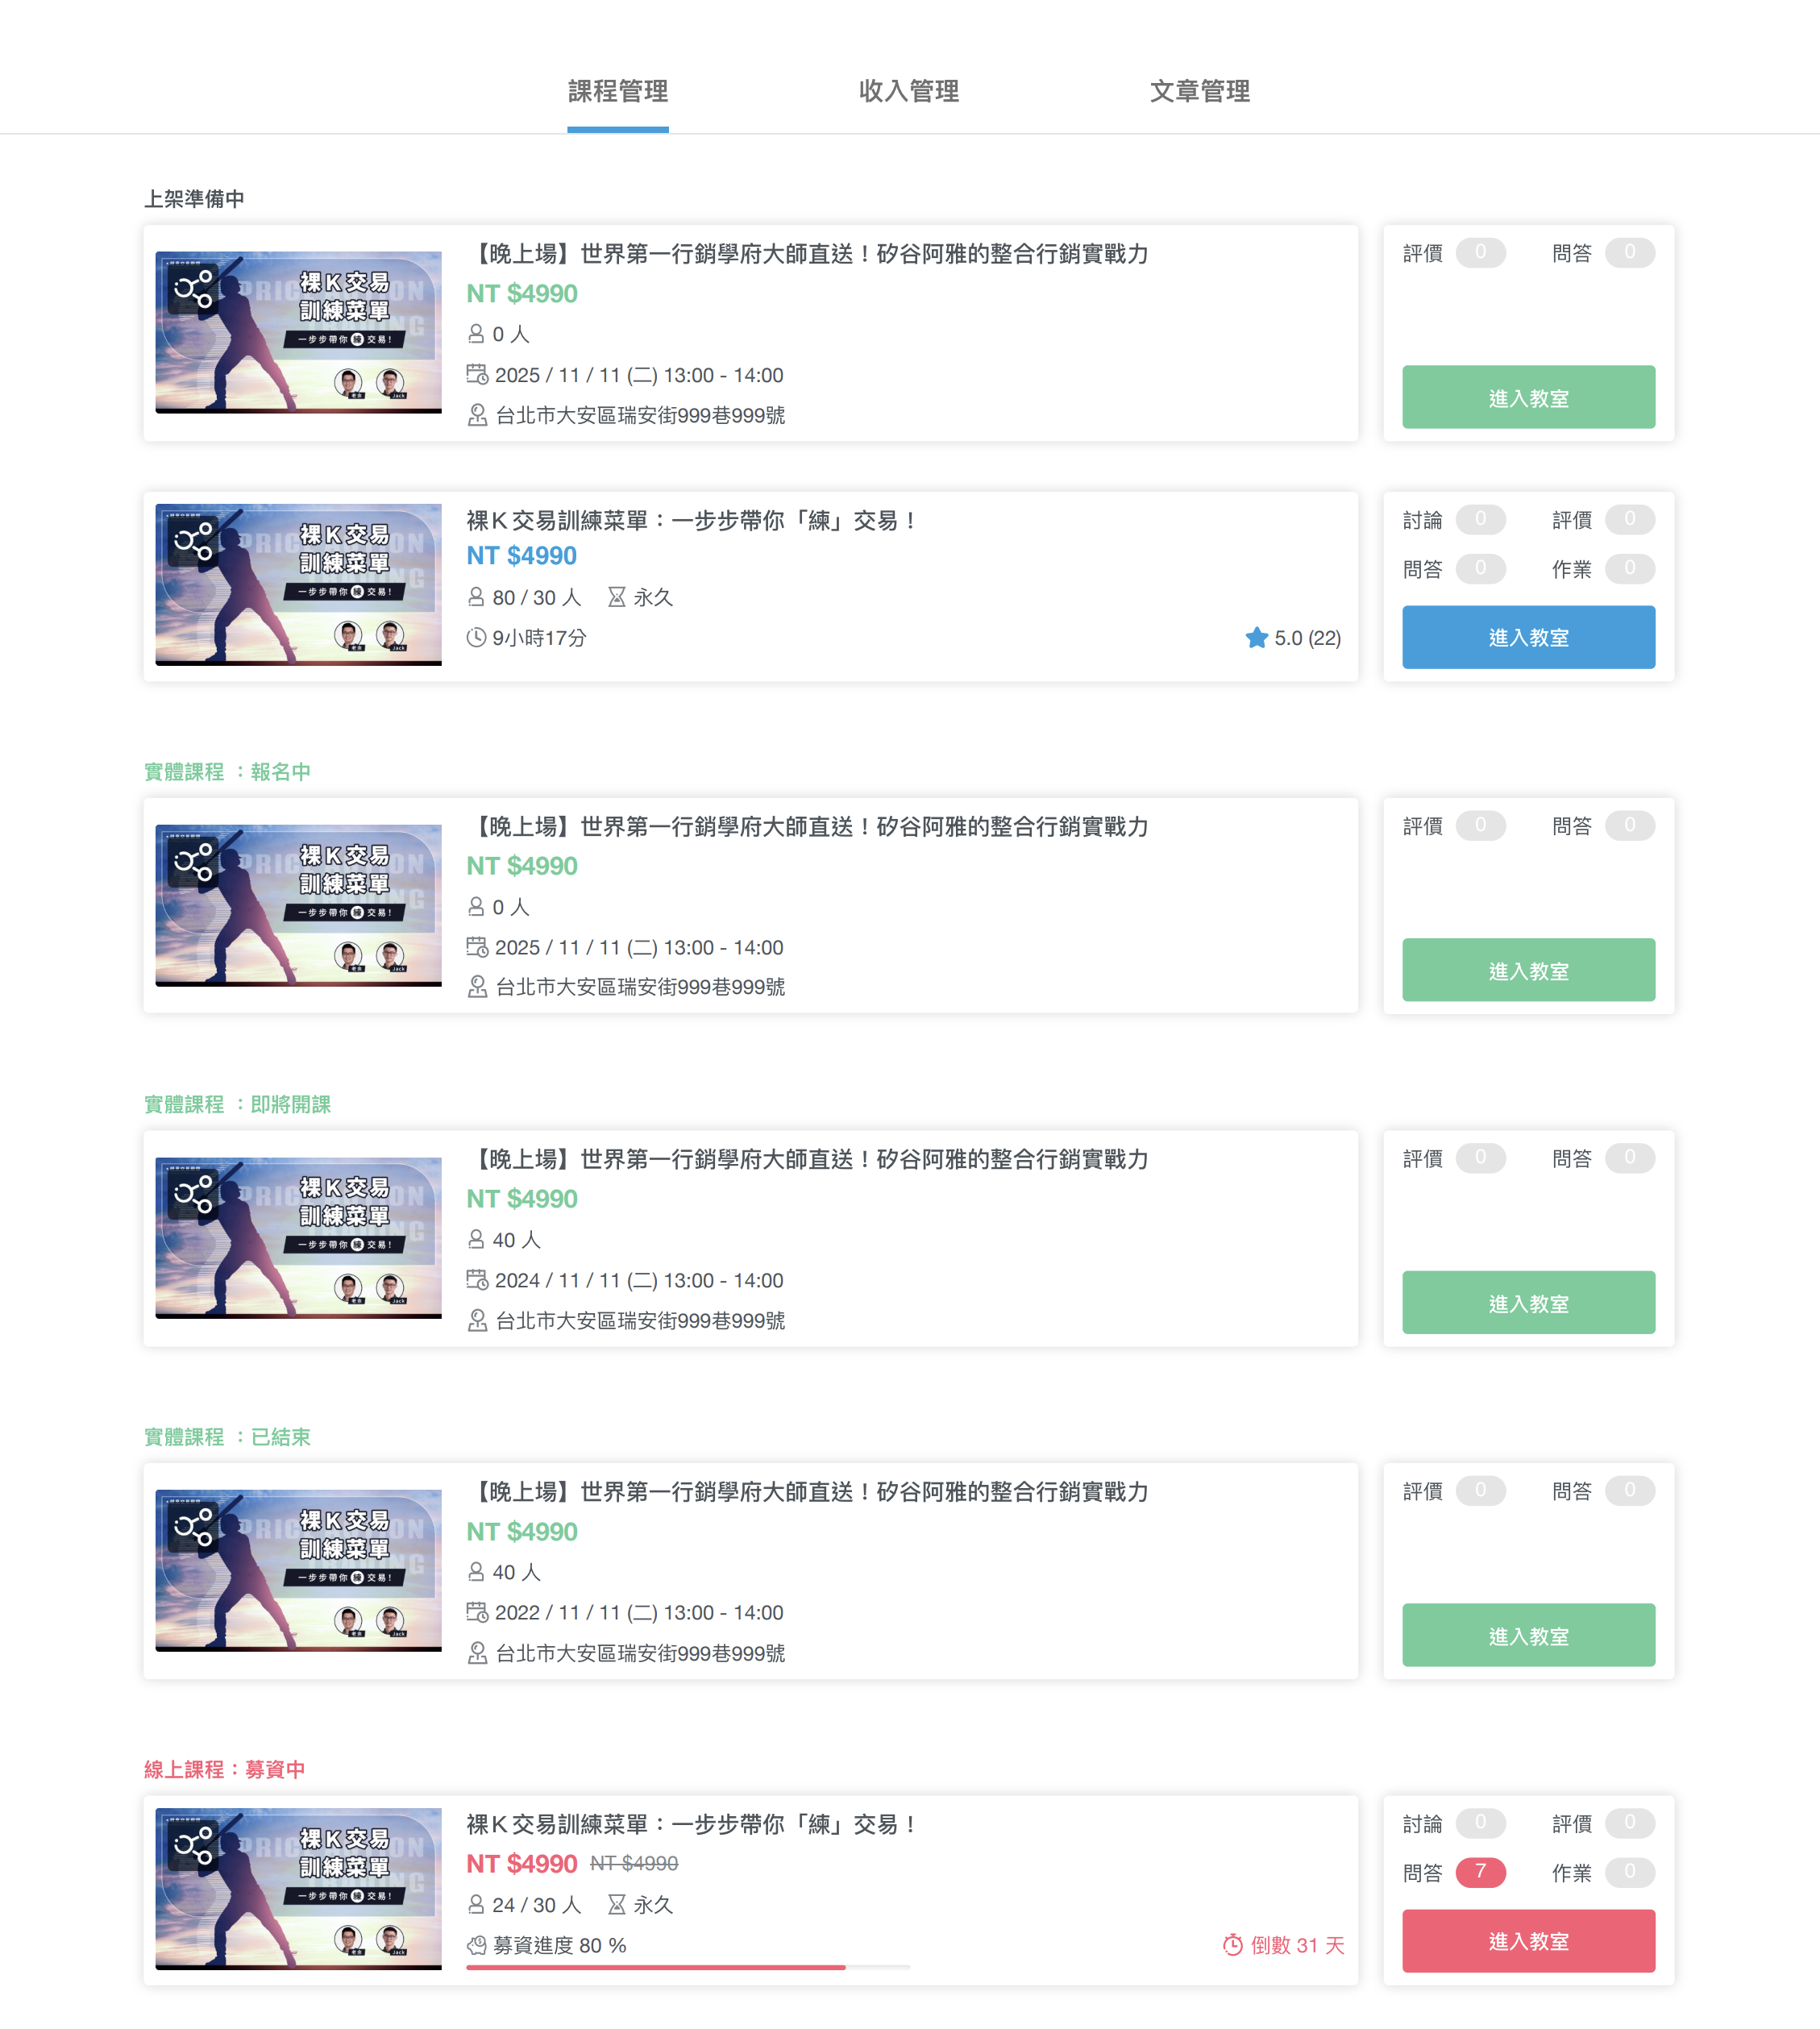 課程管理
收入管理
文章管理
上架準備中
裸K交易
訓練菜單
一步步帶你 練 交易!
Jack
【晚上場】世界第一行銷學府大師直送！矽谷阿雅的整合行銷實戰力
NT $4990
0 人
2025 / 11 / 11 (二) 13:00 - 14:00
台北市大安區瑞安街999巷999號
評價 0 問答 0
進入教室
裸K交易
訓練菜單
一步步帶你 練 交易!
Jack
裸K交易訓練菜單：一步步帶你「練」交易！
NT $4990
80 / 30 人 永久
9小時17分
5.0 (22)
討論 0 評價 0
問答 0 作業 0
進入教室
實體課程 ：報名中
裸K交易
訓練菜單
一步步帶你 練 交易!
Jack
【晚上場】世界第一行銷學府大師直送！矽谷阿雅的整合行銷實戰力
NT $4990
0 人
2025 / 11 / 11 (二) 13:00 - 14:00
台北市大安區瑞安街999巷999號
評價 0 問答 0
進入教室
實體課程 ：即將開課
裸K交易
訓練菜單
一步步帶你 練 交易!
Jack
【晚上場】世界第一行銷學府大師直送！矽谷阿雅的整合行銷實戰力
NT $4990
40 人
2024 / 11 / 11 (二) 13:00 - 14:00
台北市大安區瑞安街999巷999號
評價 0 問答 0
進入教室
實體課程 ：已結束
裸K交易
訓練菜單
一步步帶你 練 交易!
Jack
【晚上場】世界第一行銷學府大師直送！矽谷阿雅的整合行銷實戰力
NT $4990
40 人
2022 / 11 / 11 (二) 13:00 - 14:00
台北市大安區瑞安街999巷999號
評價 0 問答 0
進入教室
線上課程：募資中
裸K交易
訓練菜單
一步步帶你 練 交易!
Jack
裸K交易訓練菜單：一步步帶你「練」交易！
NT $4990 NT $4990
24 / 30 人 永久
募資進度 80 %
倒數 31 天
討論 0 評價 0
問答 7 作業 0
進入教室